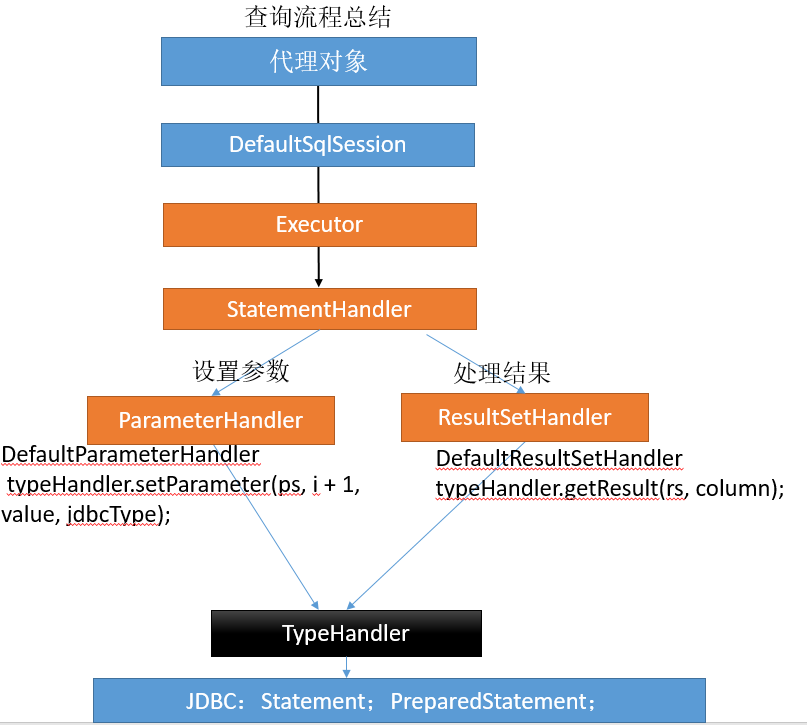 查询流程总结
代理对象
DefaultSqlSession
Executor
StatementHandler
设置参数
处理结果
ParameterHandler
ResultSetHandler
DefaultParameterHandler
typeHandler.setParameter(ps, i + 1,
value, jdbcType);
DefaultResultSetHandler
typeHandler.getResult(rs, column);
TypeHandler
JDBC：Statement；PreparedStatement；